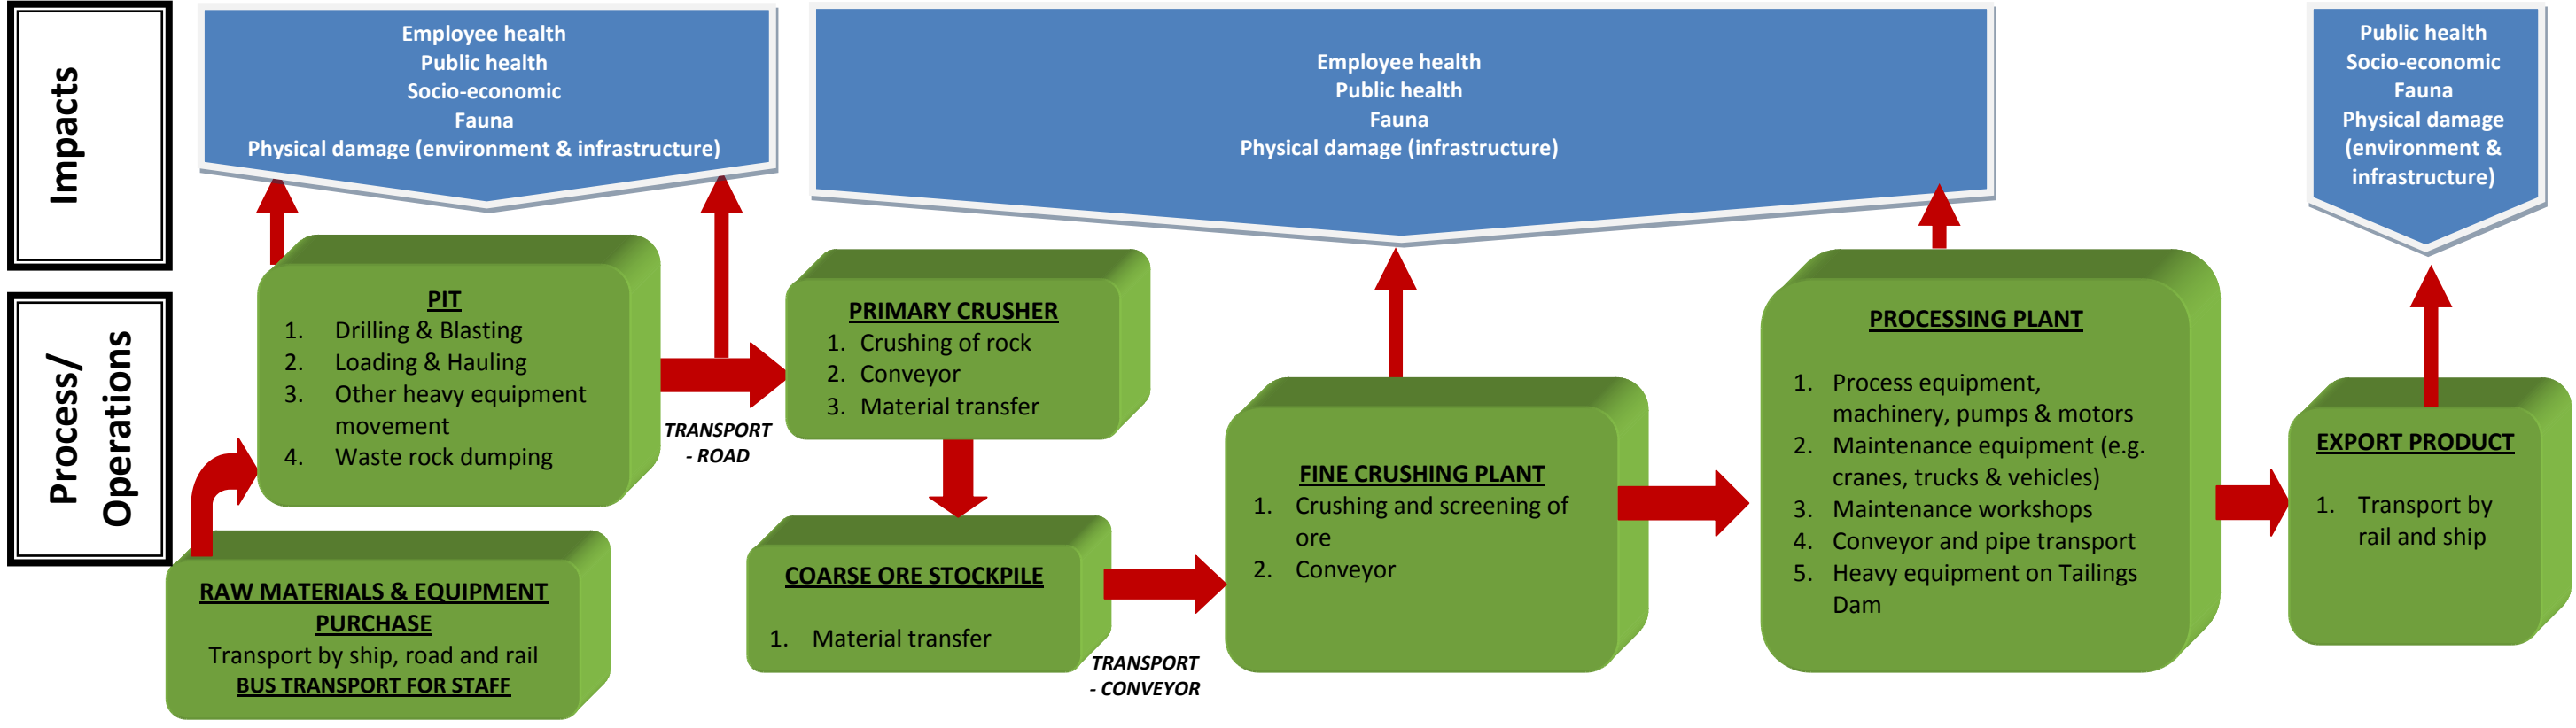 Impacts
Employee health
Public health
Socio-economic
Fauna
Physical damage (environment & infrastructure)
Employee health
Public health
Fauna
Physical damage (infrastructure)
Public health
Socio-economic
Fauna
Physical damage
(environment &
infrastructure)
Process/
Operations
RAW MATERIALS & EQUIPMENT
PURCHASE
Transport by ship, road and rail
BUS TRANSPORT FOR STAFF
PIT
1. Drilling & Blasting
2. Loading & Hauling
3. Other heavy equipment
movement
4. Waste rock dumping
TRANSPORT
- ROAD
PRIMARY CRUSHER
1. Crushing of rock
2. Conveyor
3. Material transfer
COARSE ORE STOCKPILE
1. Material transfer
TRANSPORT
- CONVEYOR
FINE CRUSHING PLANT
1. Crushing and screening of
ore
2. Conveyor
PROCESSING PLANT
1. Process equipment,
machinery, pumps & motors
2. Maintenance equipment (e.g.
cranes, trucks & vehicles)
3. Maintenance workshops
4. Conveyor and pipe transport
5. Heavy equipment on Tailings
Dam
EXPORT PRODUCT
1. Transport by
rail and ship